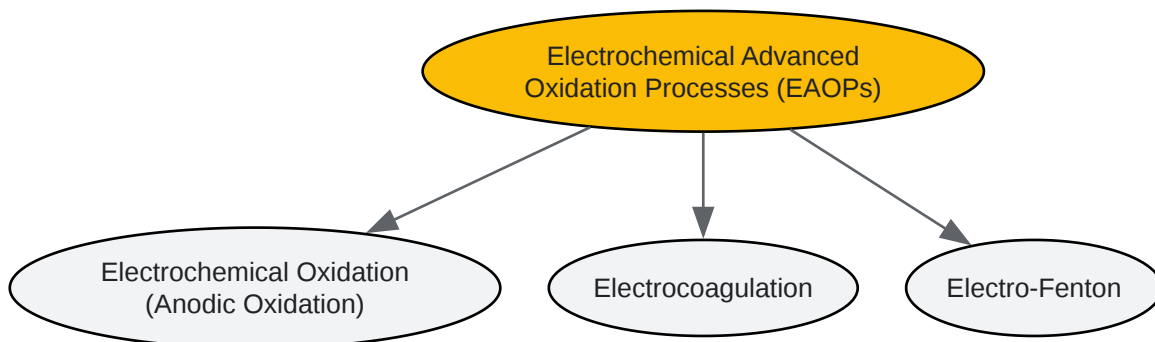 Electrochemical Advanced
Oxidation Processes (EAOPs)
Electrochemical Oxidation
(Anodic Oxidation)
Electrocoagulation
Electro-Fenton